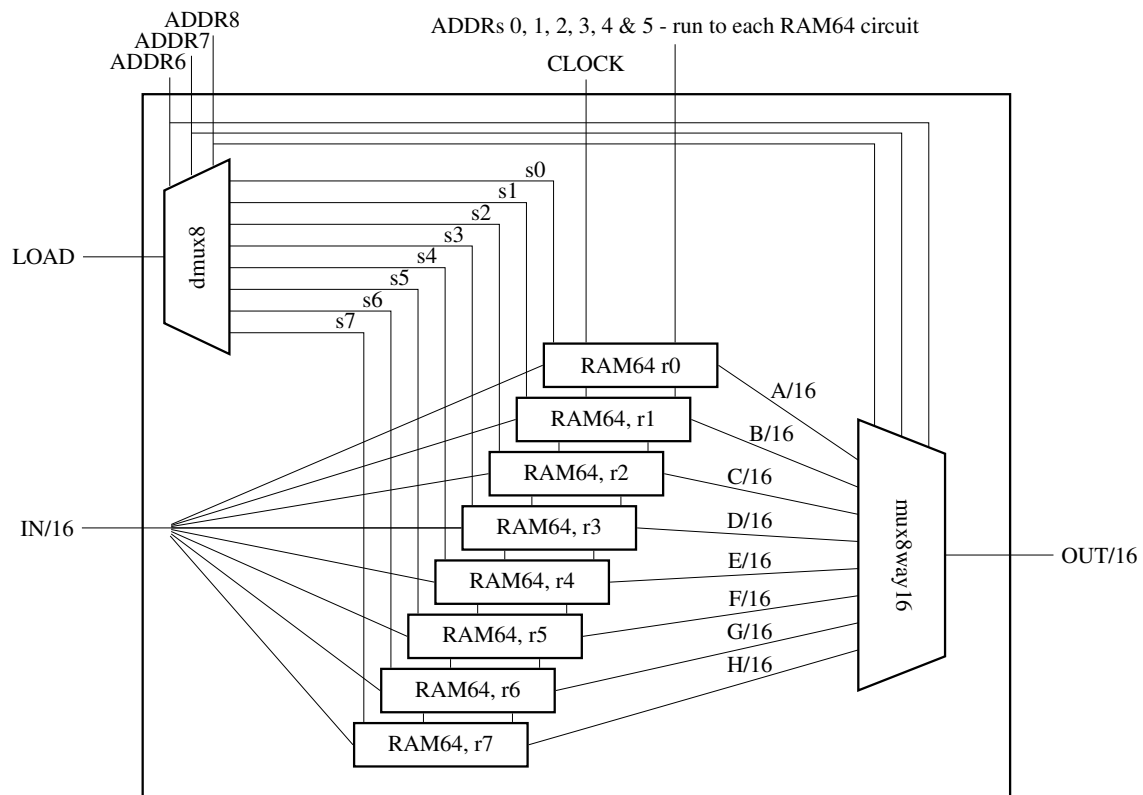 ADDR8
ADDR7
ADDR6
ADDRs 0, 1, 2, 3, 4 & 5 - run to each RAM64 circuit
CLOCK
s0
s1
s2
s3
s4
s5
s6
s7
LOAD
dmux8
RAM64 r0
RAM64, r1
RAM64, r2
RAM64, r3
RAM64, r4
RAM64, r5
RAM64, r6
RAM64, r7
IN/16
A/16
B/16
C/16
D/16
E/16
F/16
G/16
H/16
mux8way16
OUT/16